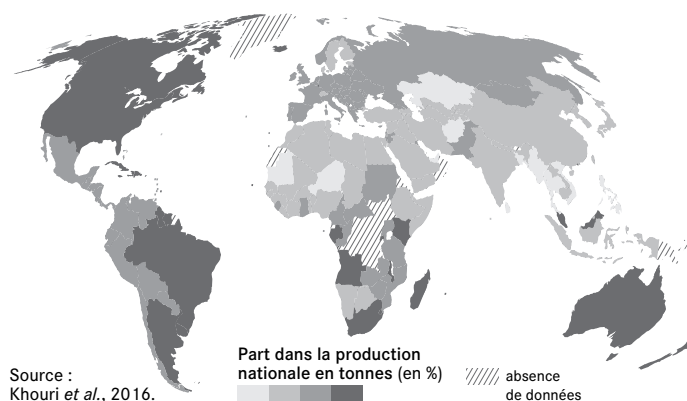 Source :
Khouri et al., 2016.
Part dans la production
nationale en tonnes (en %)
absence
de données